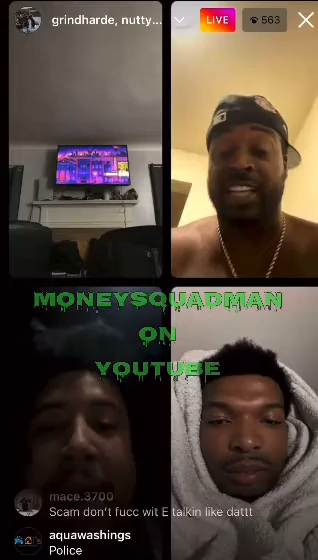 grindharde, nutty...
LIVE
563
MONEYSQUADMAN
ON
YOUTUBE
mace.3700
Scam don't fucc wit E talkin like dattt
aquawashings
Police